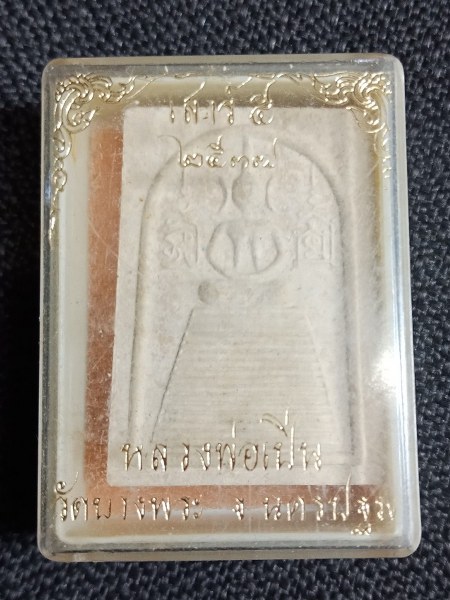 เสาร์ ๕
๒๕๓๗
หลวงพ่อเปิ่น
วัดบางพระ จ นครปฐม